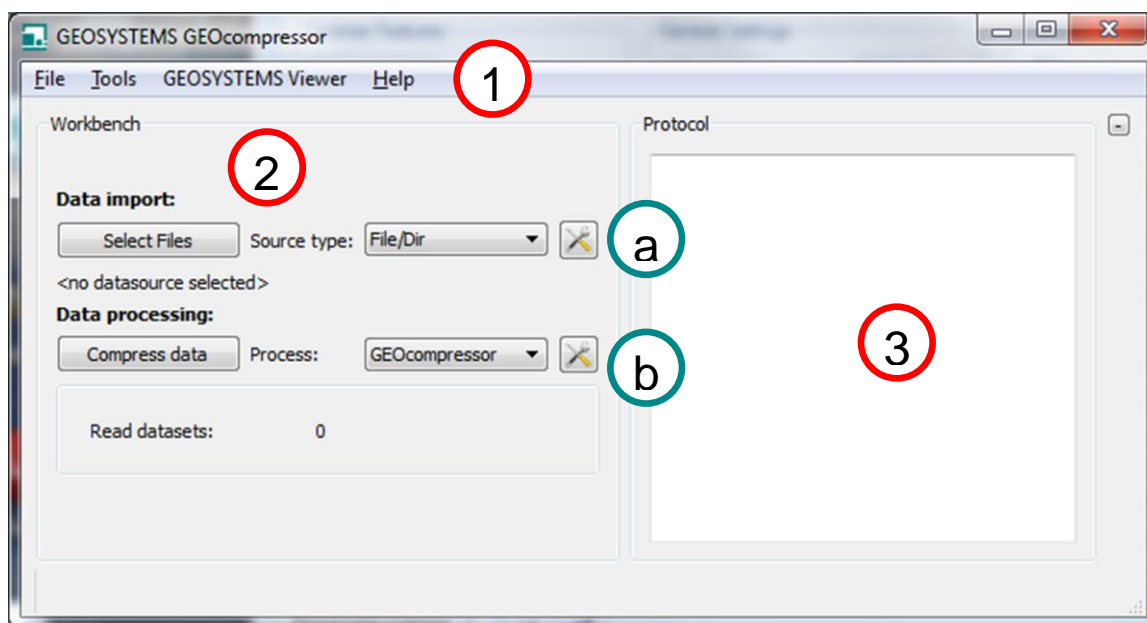 GEOSYSTEMS GEOcompressor
File Tools GEOSYSTEMS Viewer Help
1
Workbench
Protocol
2
Data import:
Select Files Source type: File/Dir
a
<no datasource selected>
Data processing:
Compress data Process: GEOcompressor
b
3
Read datasets: 0